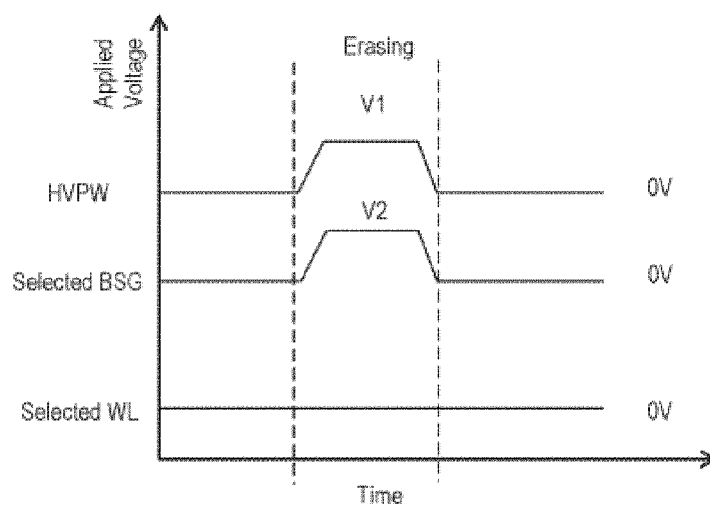 Applied
Voltage
Erasing
V1
HVPW
0V
V2
Selected BSG
0V
Selected WL
0V
Time